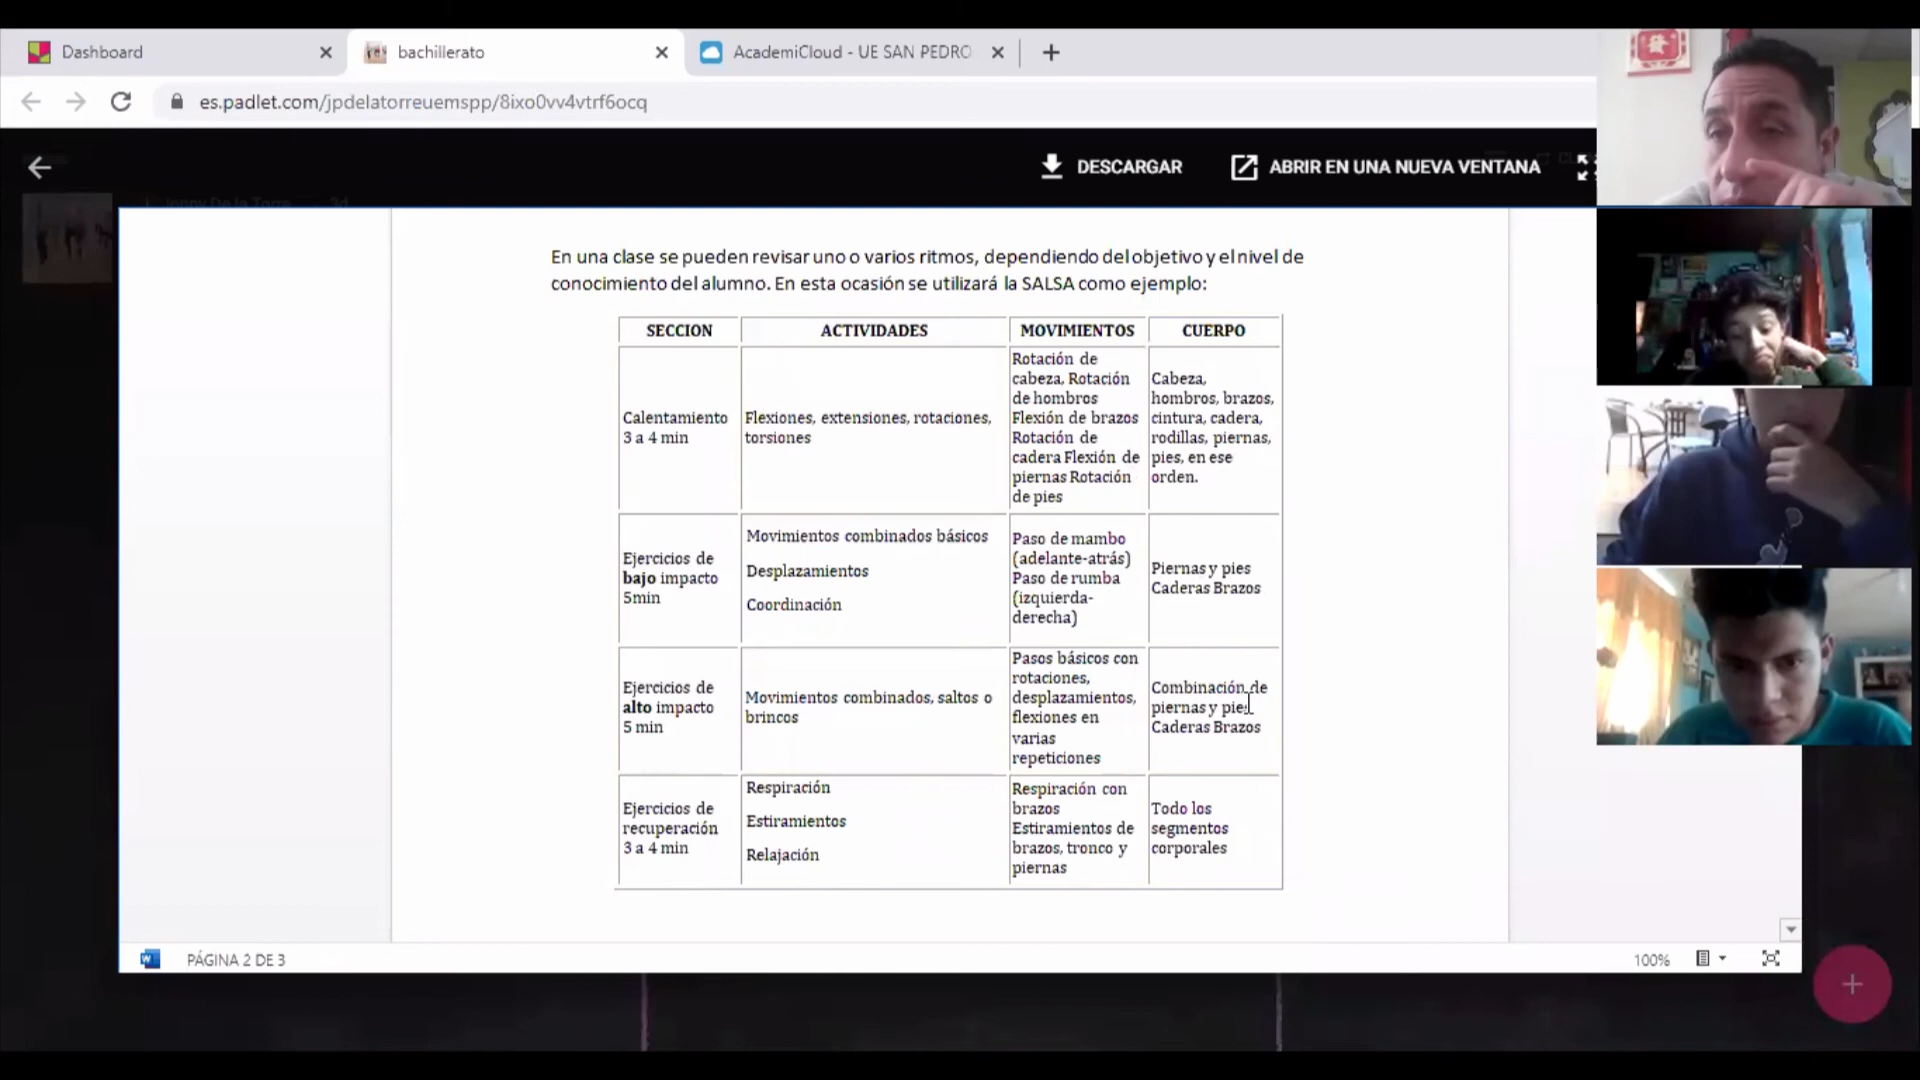 Dashboard
bachillerato
AcademiCloud - UE SAN PEDRO
es.padlet.com/jpdelatorreuemspp/8ixo0vv4vtrf6ocq
DESCARGAR
ABRIR EN UNA NUEVA VENTANA
En una clase se pueden revisar uno o varios ritmos, dependiendo del objetivo y el nivel de
conocimiento del alumno. En esta ocasión se utilizará la SALSA como ejemplo:
SECCION
ACTIVIDADES
MOVIMIENTOS
CUERPO
Calentamiento
3 a 4 min
Flexiones, extensiones, rotaciones,
torsiones
Rotación de
cabeza, Rotación
de hombros
Flexión de brazos
Rotación de
cadera Flexión de
piernas Rotación
de pies
Cabeza,
hombros, brazos,
cintura, cadera,
rodillas, piernas,
pies, en ese
orden.
Ejercicios de
bajo impacto
5min
Movimientos combinados básicos
Desplazamientos
Coordinación
Paso de mambo
(adelante-atrás)
Paso de rumba
(izquierda-
derecha)
Piernas y pies
Caderas Brazos
Ejercicios de
alto impacto
5 min
Movimientos combinados, saltos o
brincos
Pasos básicos con
rotaciones,
desplazamientos,
flexiones en
varias
repeticiones
Combinación de
piernas y pies
Caderas Brazos
Ejercicios de
recuperación
3 a 4 min
Respiración
Estiramientos
Relajación
Respiración con
brazos
Estiramientos de
brazos, tronco y
piernas
Todo los
segmentos
corporales
PÁGINA 2 DE 3
100%